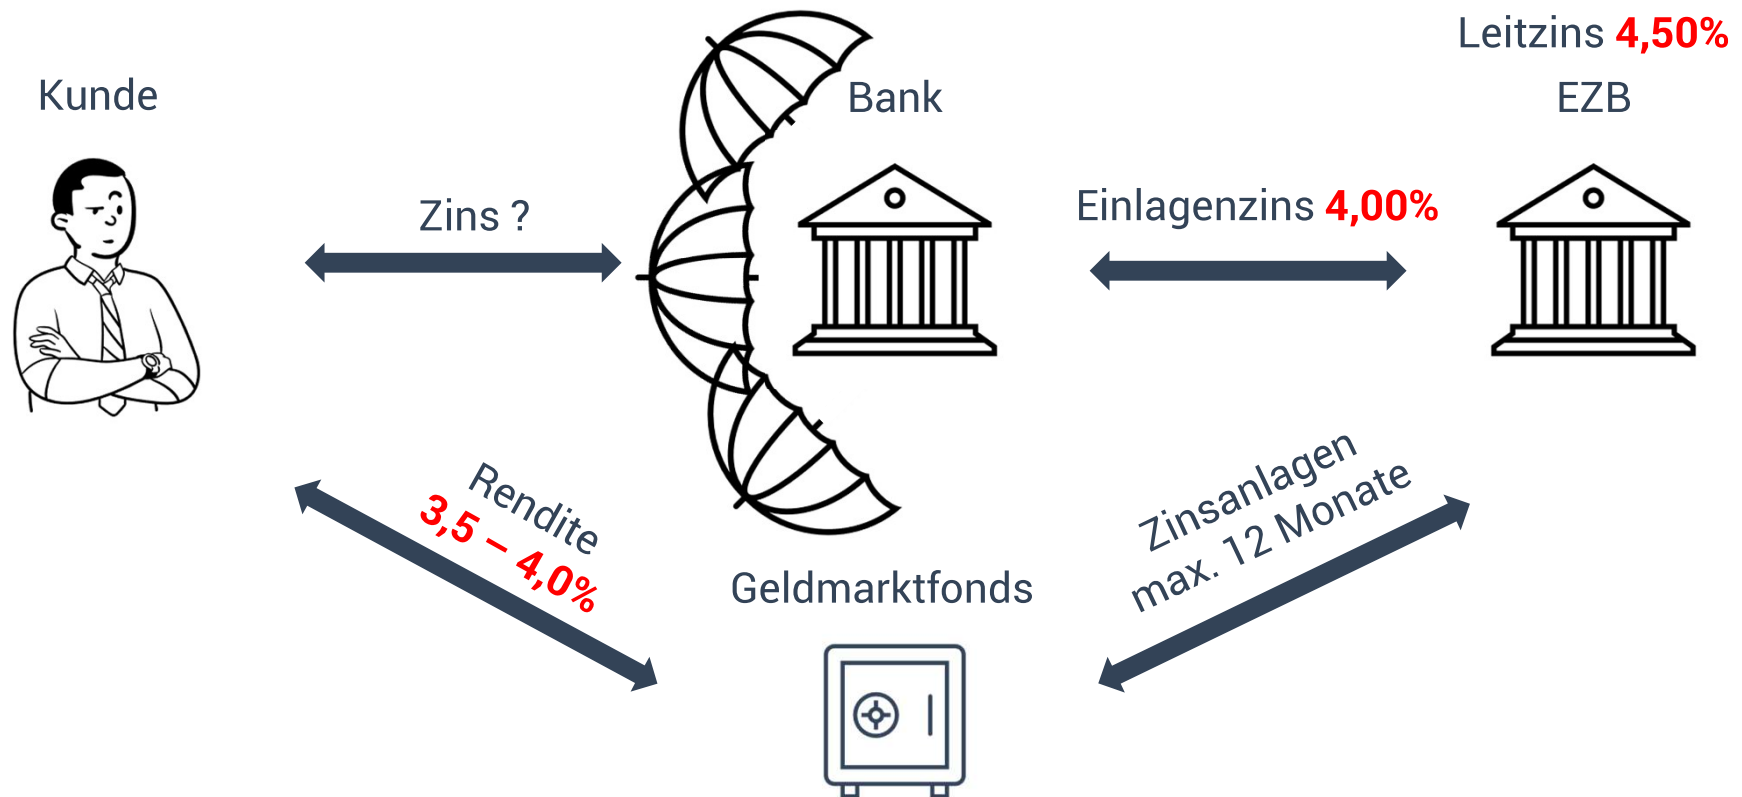 Leitzins 4,50%
Kunde
Bank
EZB
Zins ?
Einlagenzins 4,00%
Rendite
3,5 – 4,0%
Zinsanlagen
max. 12 Monate
Geldmarktfonds